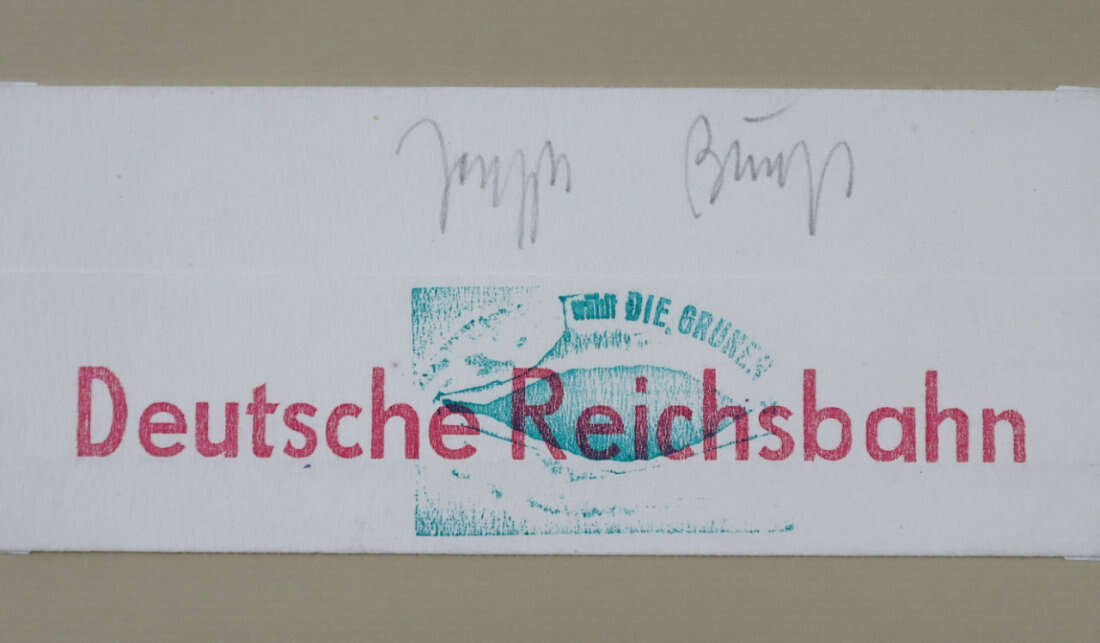 Joseph Beuys
wählt DIE GRÜNEN
Deutsche Reichsbahn